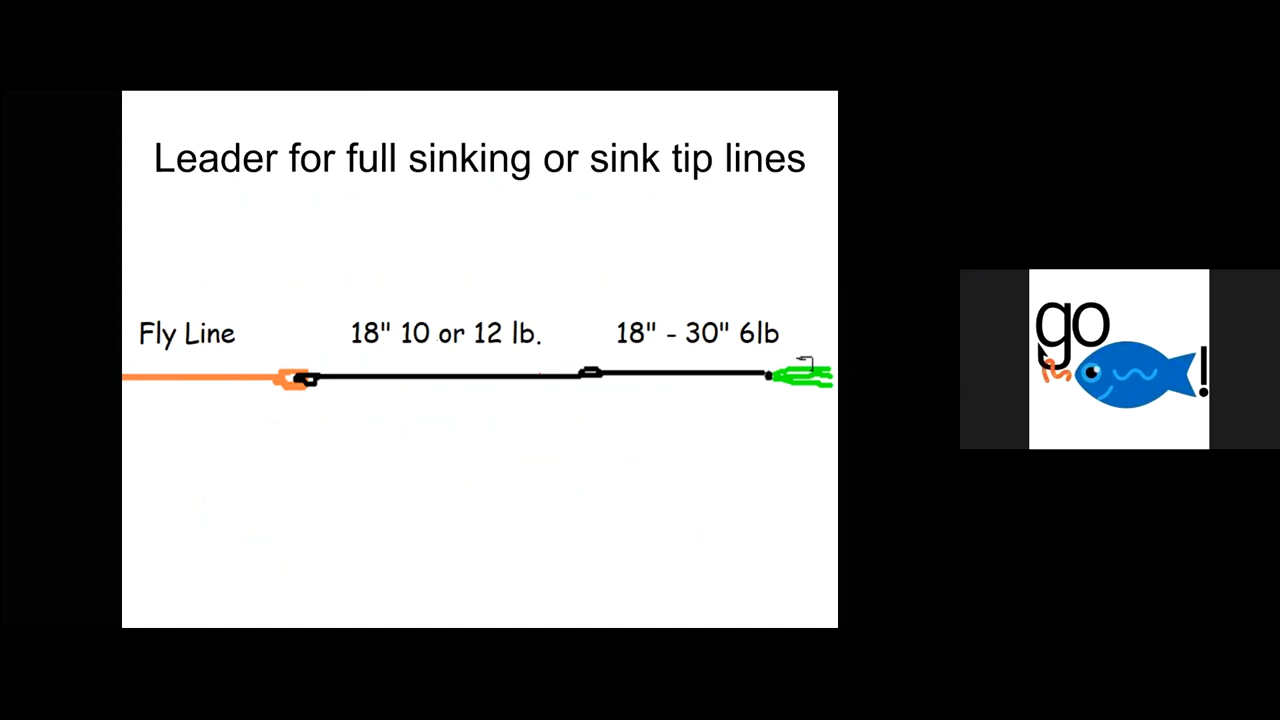 Leader for full sinking or sink tip lines
Fly Line
18" 10 or 12 lb.
18" - 30" 6lb
go
!